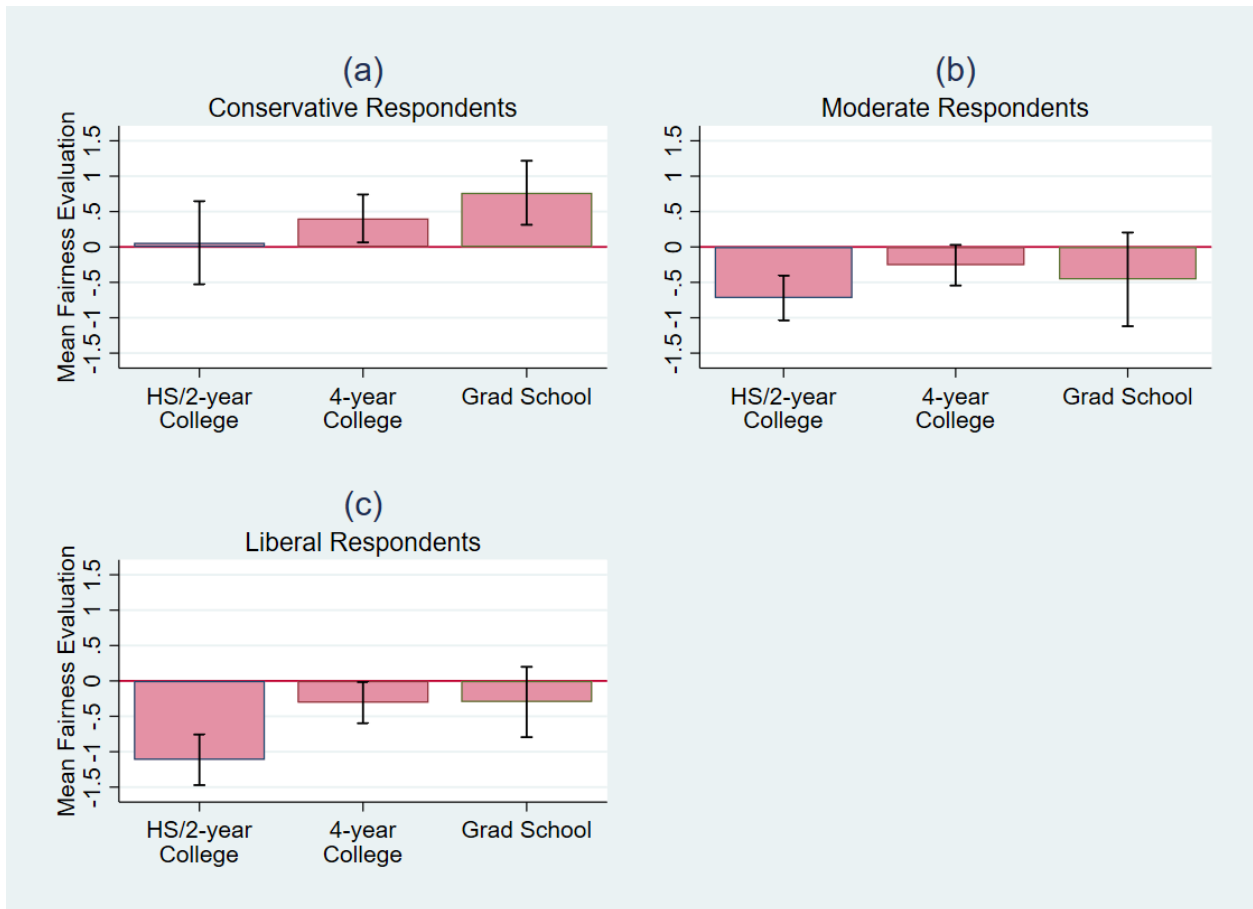 (a)
Conservative Respondents
Mean Fairness Evaluation
1.5
1
.5
0
-.5
-1
-1.5
HS/2-year
College
4-year
College
Grad School
(b)
Moderate Respondents
1.5
1
.5
0
-.5
-1
-1.5
HS/2-year
College
4-year
College
Grad School
(c)
Liberal Respondents
Mean Fairness Evaluation
1.5
1
.5
0
-.5
-1
-1.5
HS/2-year
College
4-year
College
Grad School